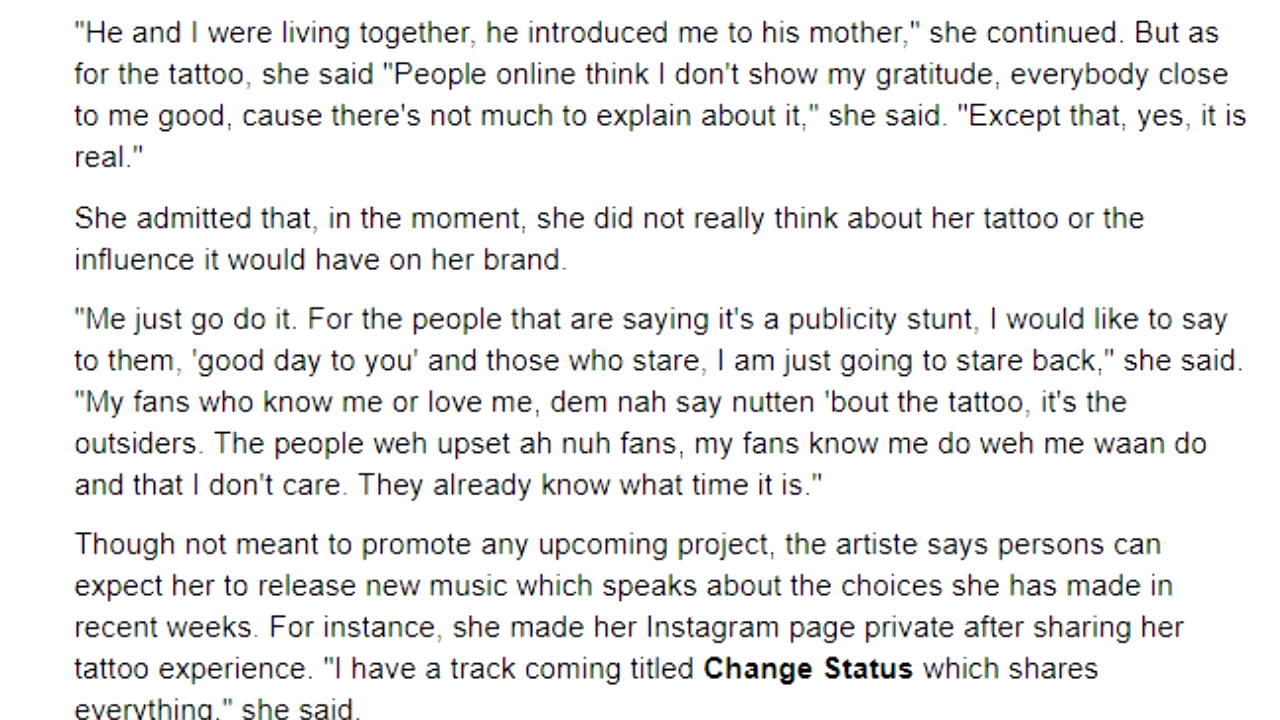 "He and I were living together, he introduced me to his mother," she continued. But as
for the tattoo, she said "People online think I don't show my gratitude, everybody close
to me good, cause there's not much to explain about it," she said. "Except that, yes, it is
real."
She admitted that, in the moment, she did not really think about her tattoo or the
influence it would have on her brand.
"Me just go do it. For the people that are saying it's a publicity stunt, I would like to say
to them, 'good day to you' and those who stare, I am just going to stare back," she said.
"My fans who know me or love me, dem nah say nutten 'bout the tattoo, it's the
outsiders. The people weh upset ah nuh fans, my fans know me do weh me waan do
and that I don't care. They already know what time it is."
Though not meant to promote any upcoming project, the artiste says persons can
expect her to release new music which speaks about the choices she has made in
recent weeks. For instance, she made her Instagram page private after sharing her
tattoo experience. "I have a track coming titled Change Status which shares
everything," she said.